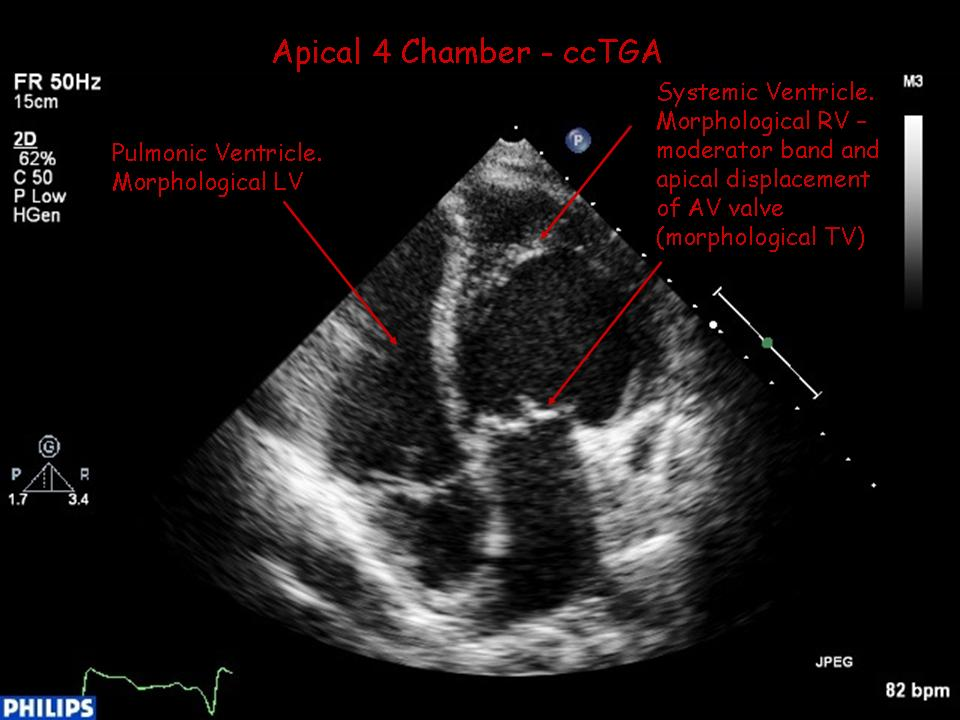 Apical 4 Chamber - ccTGA
FR 50Hz
15cm
2D
62%
C 50
P Low
HGen
Pulmonic Ventricle.
Morphological LV
Systemic Ventricle.
Morphological RV –
moderator band and
apical displacement
of AV valve
(morphological TV)
M3
P
G
P R
1.7 3.4
JPEG
82 bpm
PHILIPS